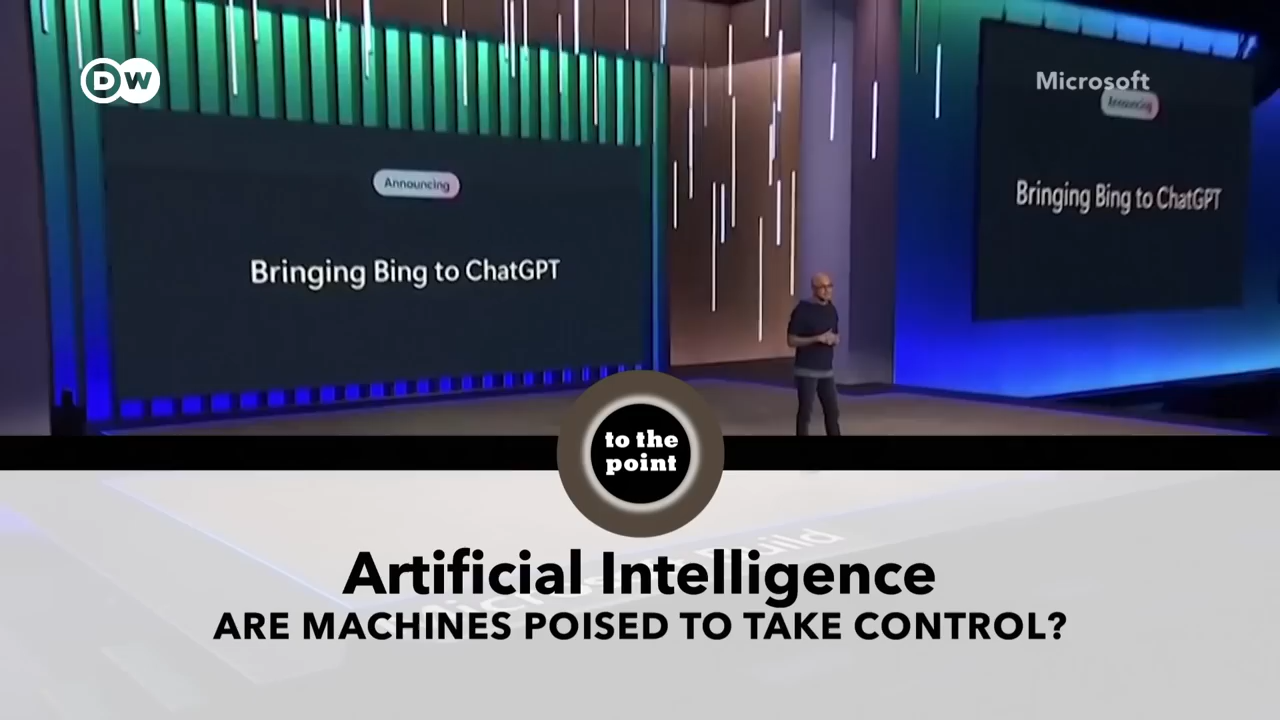 DW
Microsoft
Announcing
Bringing Bing to ChatGPT
Announcing
Bringing Bing to ChatGPT
to the
point
Artificial Intelligence
ARE MACHINES POISED TO TAKE CONTROL?